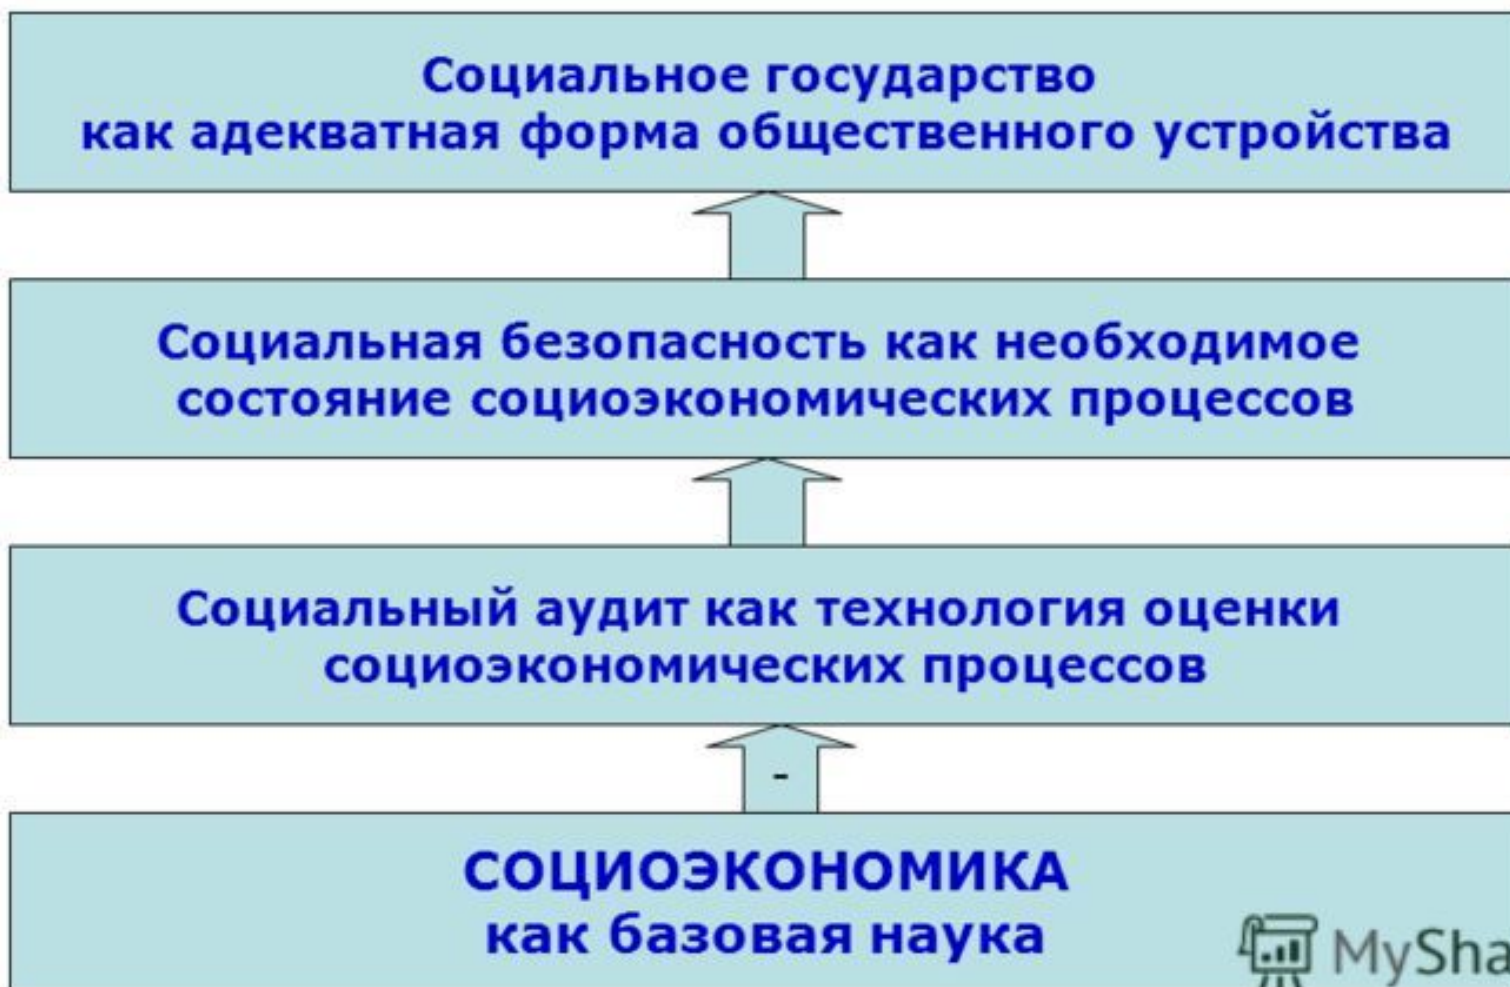 Социальное государство
как адекватная форма общественного устройства
Социальная безопасность как необходимое
состояние социоэкономических процессов
Социальный аудит как технология оценки
социоэкономических процессов
-
СОЦИОЭКОНОМИКА
как базовая наука
MySha